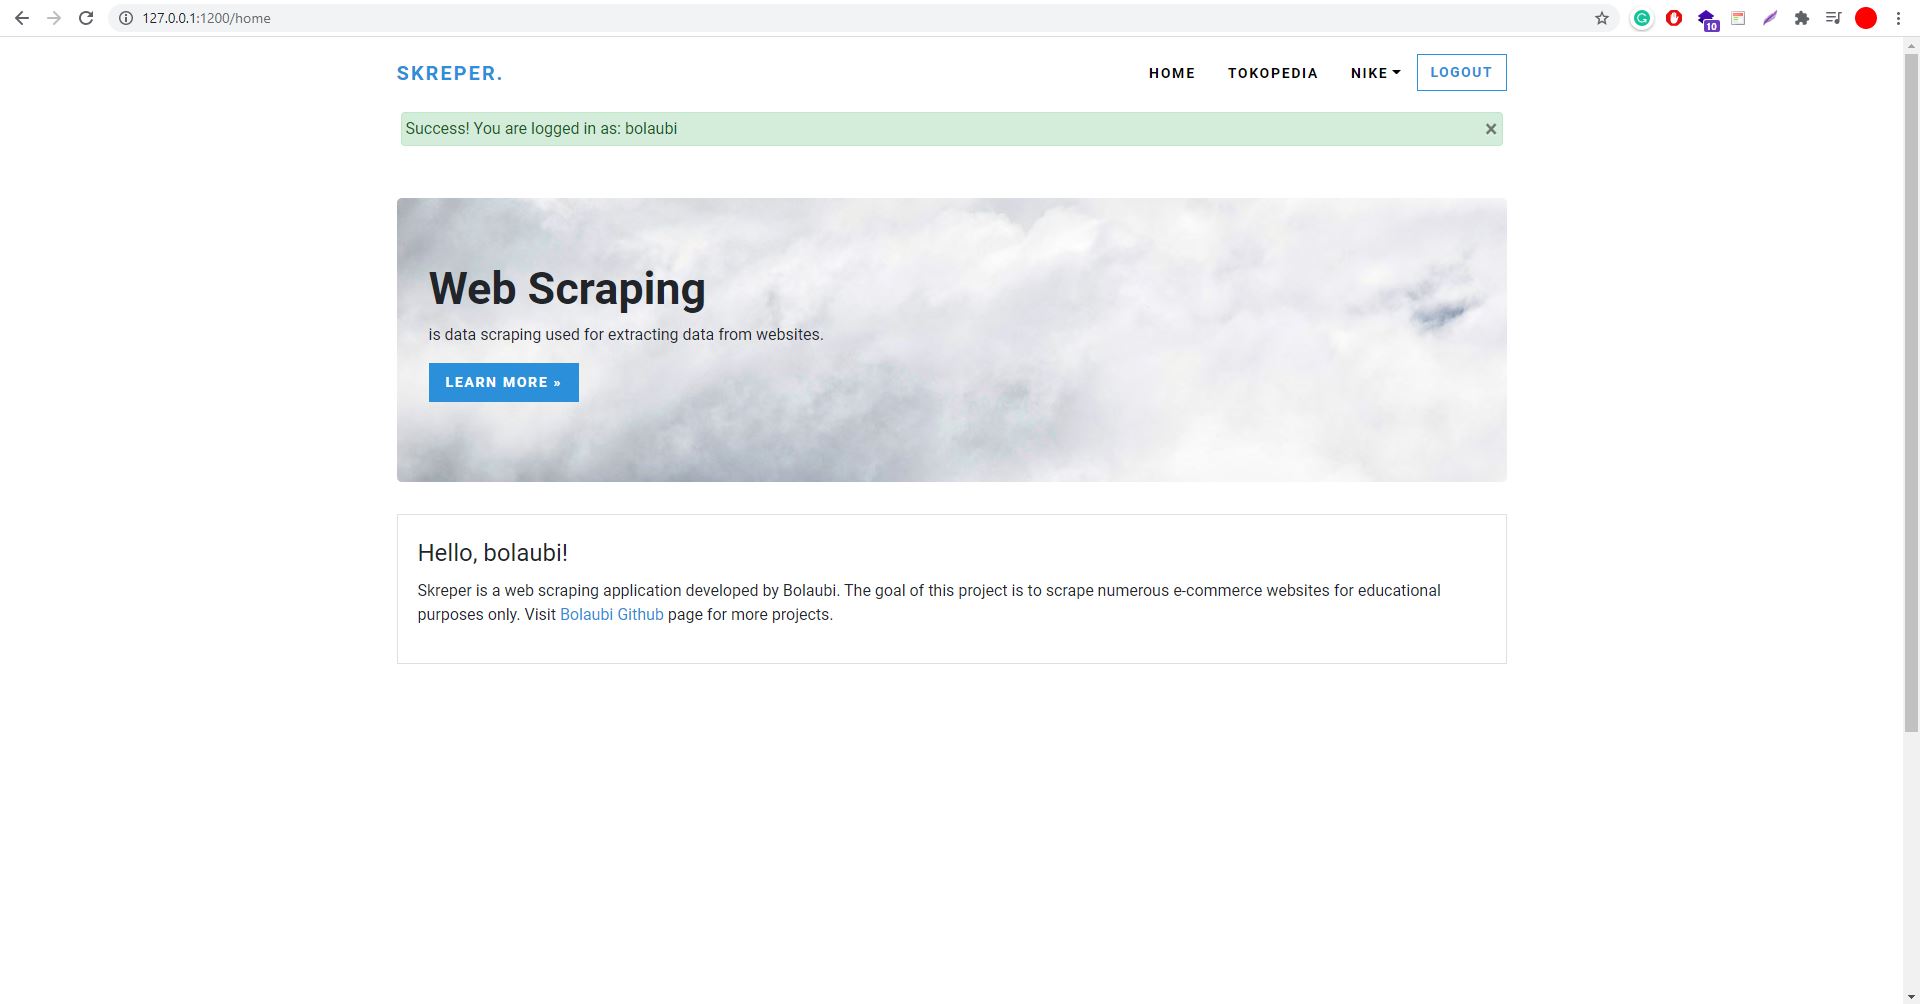 127.0.0.1:1200/home
10
SKREPER.
HOME TOKOPEDIA NIKE LOGOUT
Success! You are logged in as: bolaubi ×
Web Scraping
is data scraping used for extracting data from websites.
LEARN MORE »
Hello, bolaubi!
Skreper is a web scraping application developed by Bolaubi. The goal of this project is to scrape numerous e-commerce websites for educational
purposes only. Visit Bolaubi Github page for more projects.